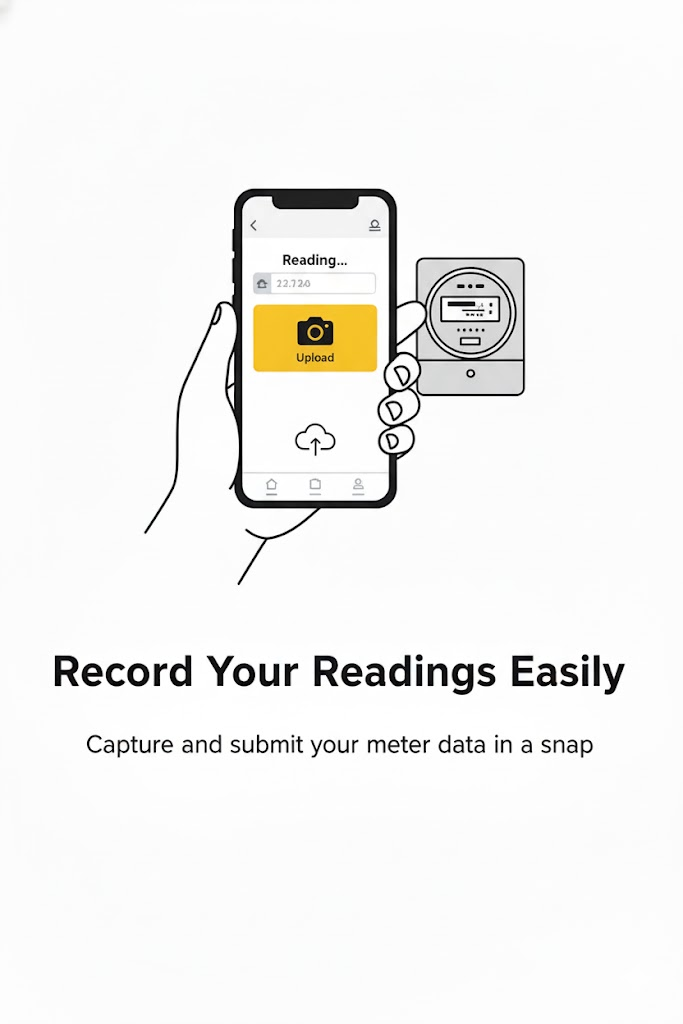 Reading...
Upload
Record Your Readings Easily
Capture and submit your meter data in a snap